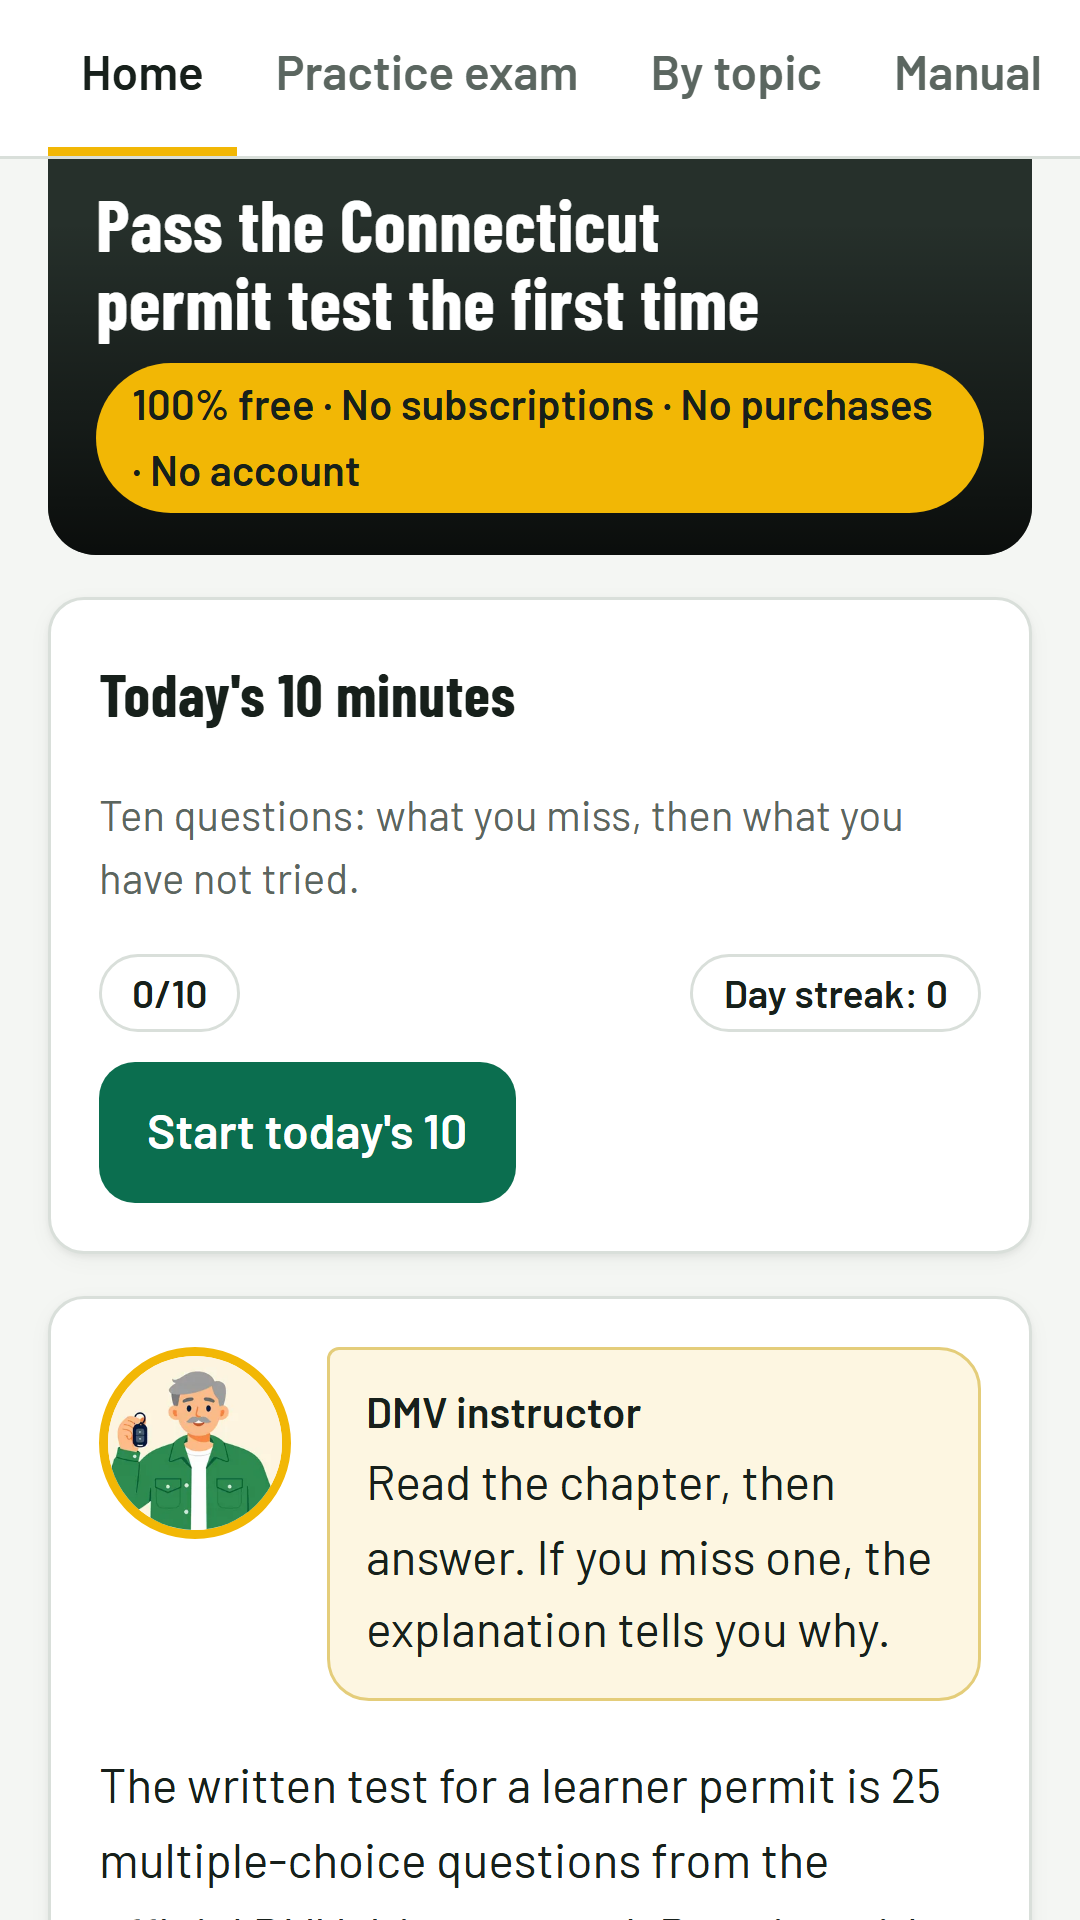 Home Practice exam By topic Manual
Pass the Connecticut
permit test the first time
100% free · No subscriptions · No purchases
· No account
Today's 10 minutes
Ten questions: what you miss, then what you
have not tried.
0/10 Day streak: 0
Start today's 10
DMV instructor
Read the chapter, then
answer. If you miss one, the
explanation tells you why.
The written test for a learner permit is 25
multiple-choice questions from the